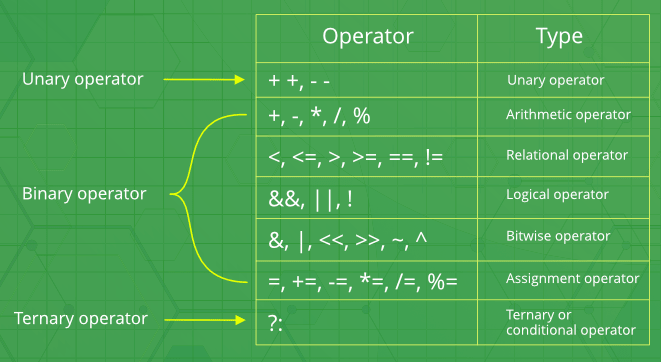 Operator Type
Unary operator + +, - - Unary operator
+, -, *, /, % Arithmetic operator
<, <=, >, >=, ==, != Relational operator
Binary operator &&, ||, ! Logical operator
&, |, <<, >>, ~, ^ Bitwise operator
=, +=, -=, *=, /=, %= Assignment operator
Ternary operator ?: Ternary or
conditional operator